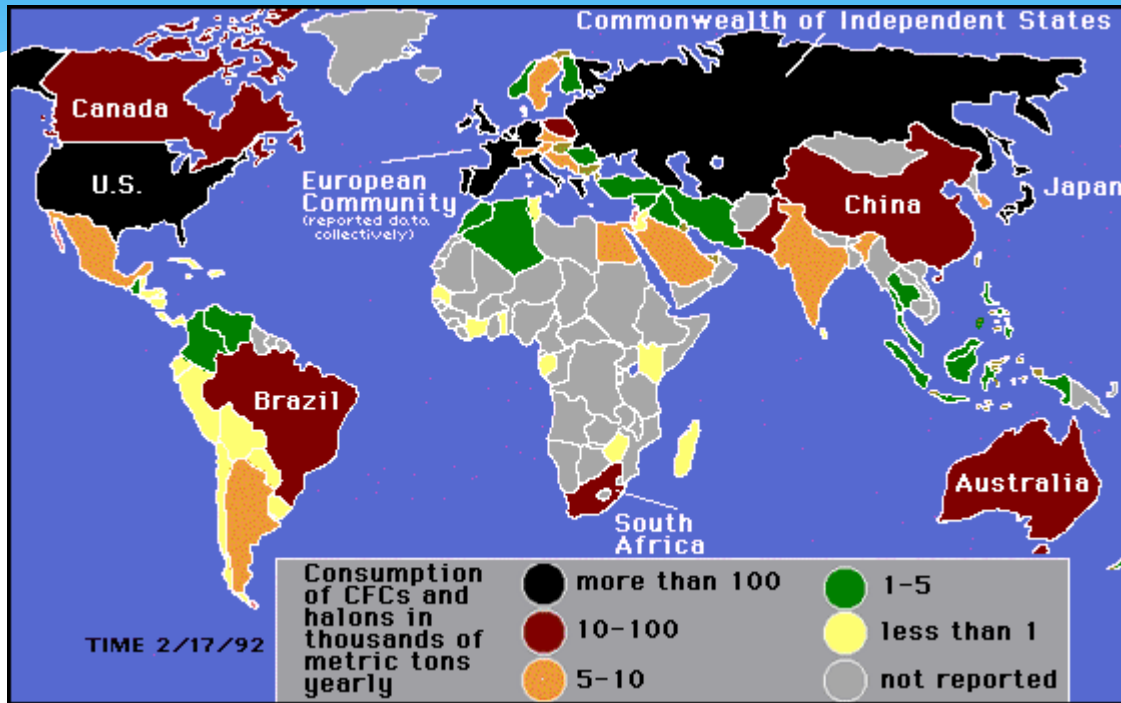 Commonwealth of Independent States
Canada
U.S.
European
Community
(reported data
collectively)
Japan
China
Brazil
Australia
South
Africa
Consumption
of CFCs and
halons in
thousands of
metric tons
yearly
more than 100
10-100
5-10
1-5
less than 1
not reported
TIME 2/17/92